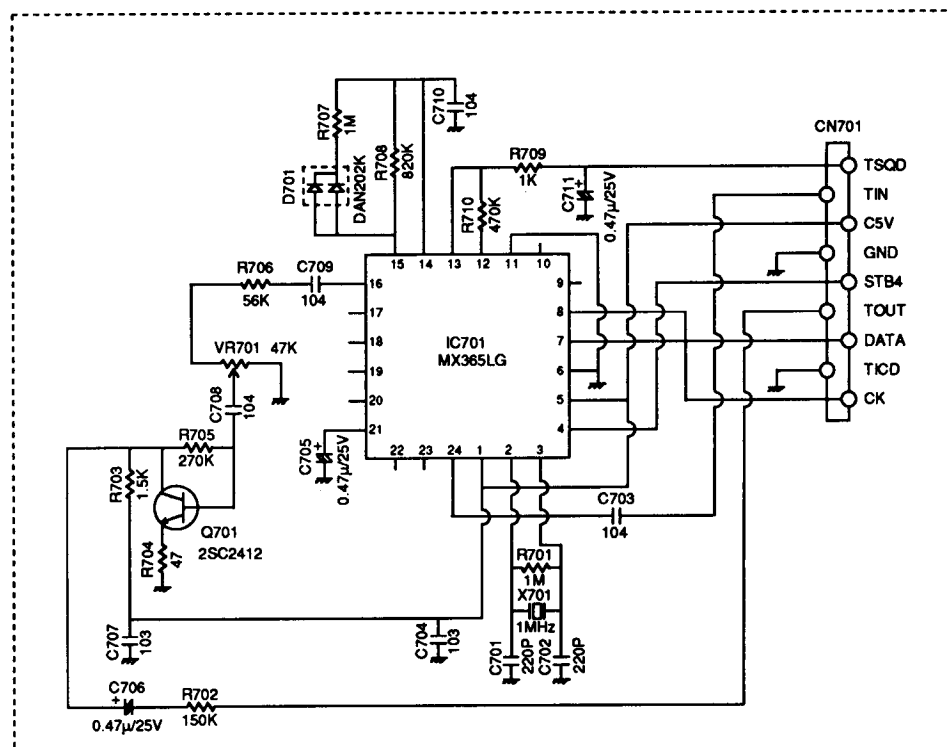 R707
1M
D701
DAN202K
R708
820K
C710
104
R709
1K
R710
470K
C711
+
0.47µ/25V
CN701
TSQD
TIN
C5V
GND
STB4
TOUT
DATA
TICD
CK
15
14
13
12
11
10
R706
56K
C709
104
16
17
18
19
20
21
9
8
7
6
5
4
IC701
MX365LG
22
23
24
1
2
3
VR701 47K
C708
104
C705
+
0.47µ/25V
R705
270K
R703
1.5K
Q701
2SC2412
R704
47
C703
104
R701
1M
X701
1MHz
C707
103
C704
103
C701
220P
C702
220P
C706
+
0.47µ/25V
R702
150K